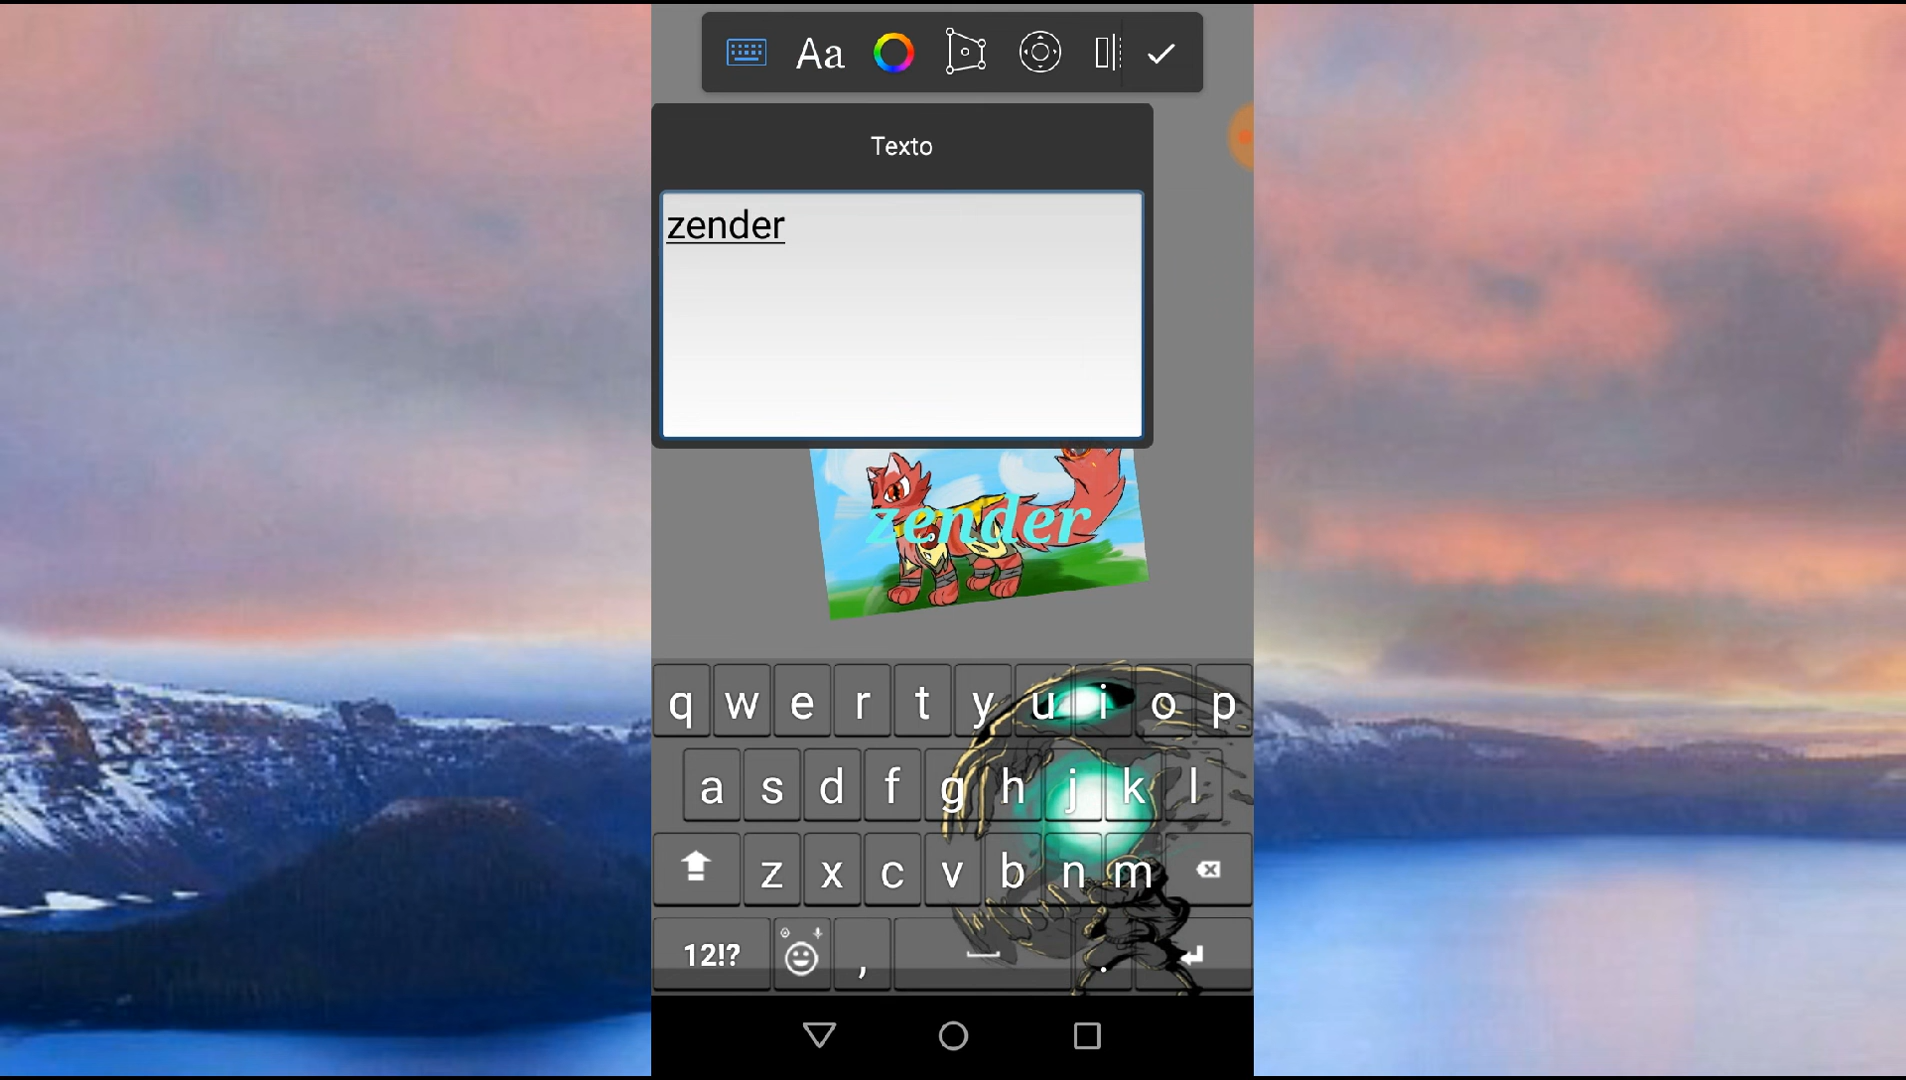 Aa
Texto
zender
zender
q w e r t y u i o p
a s d f g h j k l
z x c v b n m
12!? , .